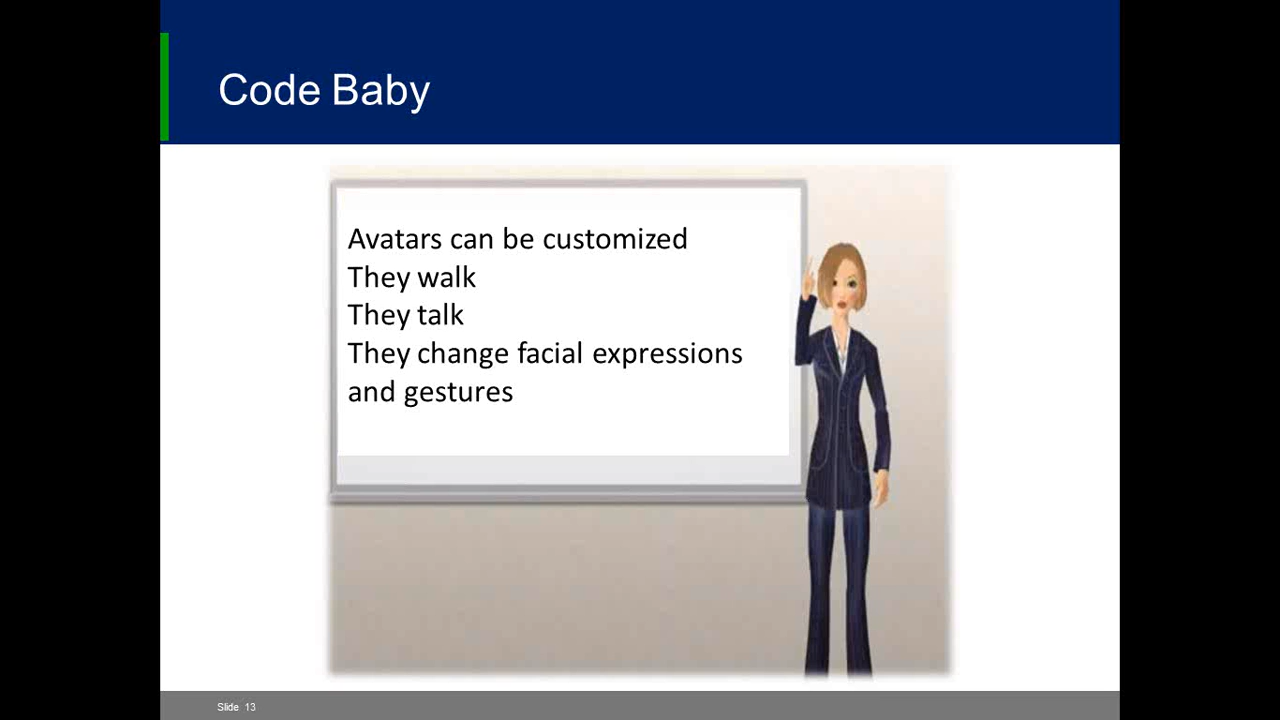 Code Baby
Avatars can be customized
They walk
They talk
They change facial expressions
and gestures
Slide 13